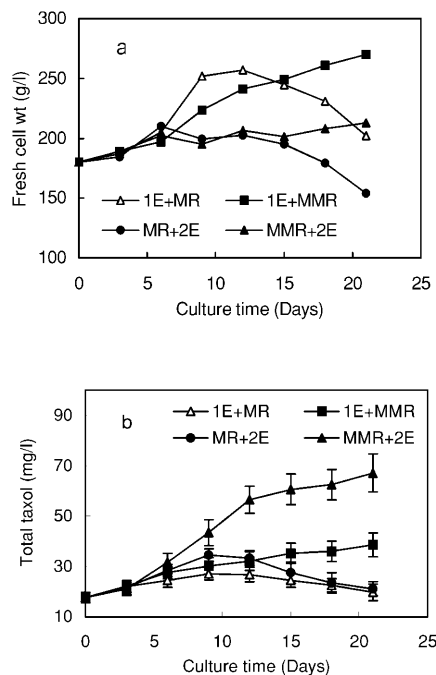 300
a
250
200
150
100
Fresh cell wt (g/l)
1E+MR 1E+MMR
MR+2E MMR+2E
0 5 10 15 20 25
Culture time (Days)
90
b
70
50
30
10
Total taxol (mg/l)
1E+MR 1E+MMR
MR+2E MMR+2E
0 5 10 15 20 25
Culture time (Days)